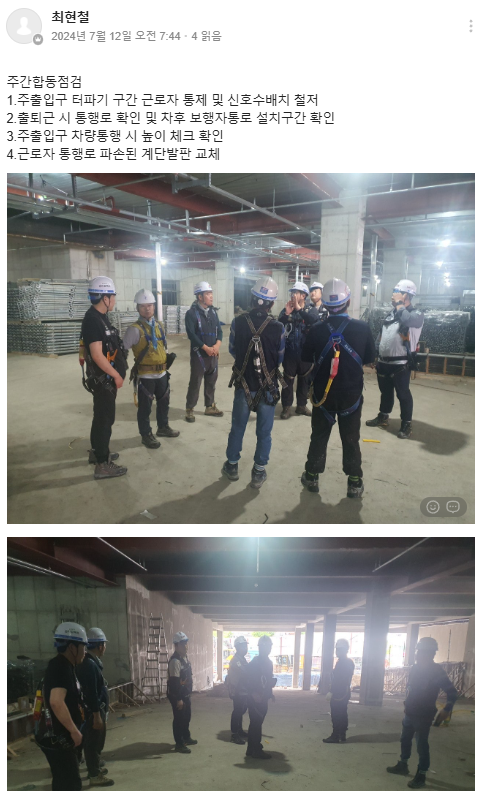 최현철
2024년 7월 12일 오전 7:44 · 4 읽음
주간합동점검
1.주출입구 터파기 구간 근로자 통제 및 신호수배치 철저
2.출퇴근 시 통행로 확인 및 차후 보행자통로 설치구간 확인
3.주출입구 차량통행 시 높이 체크 확인
4.근로자 통행로 파손된 계단발판 교체